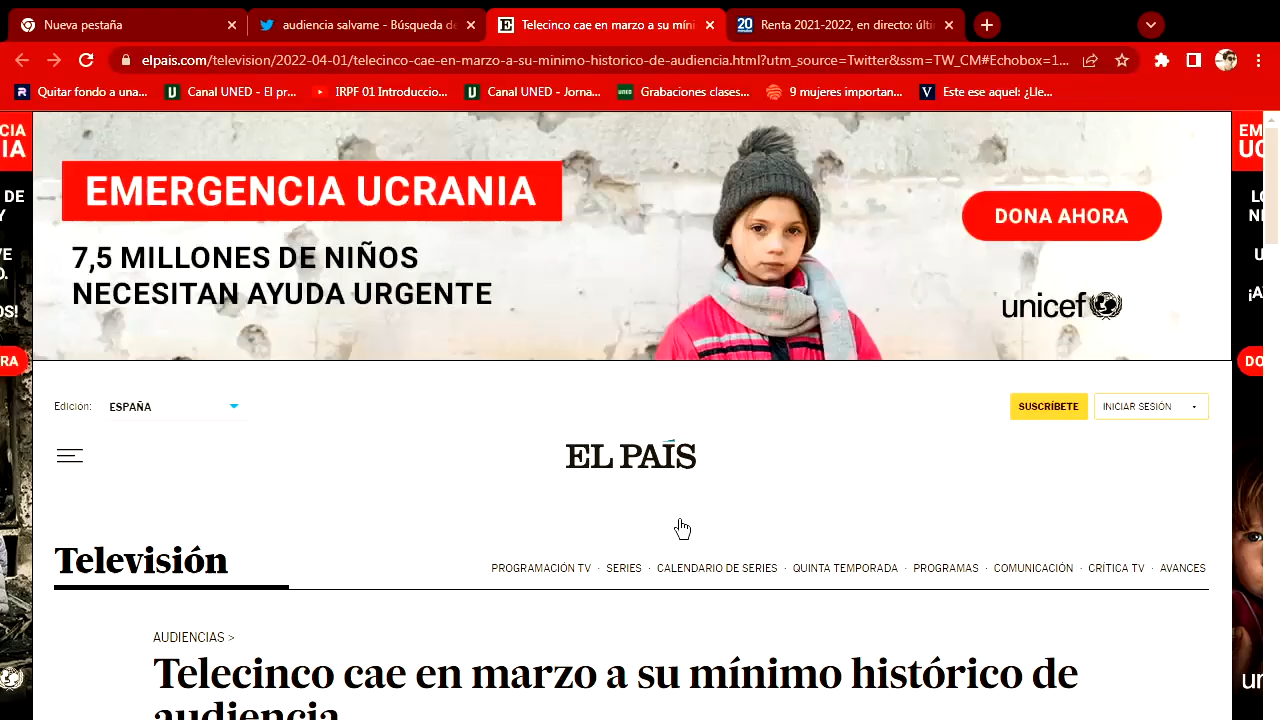 Nueva pestaña
audiencia salvame - Búsqueda de
Telecinco cae en marzo a su míni
20
Renta 2021-2022, en directo: últi
elpais.com/television/2022-04-01/telecinco-cae-en-marzo-a-su-minimo-historico-de-audiencia.html?utm_source=Twitter&ssm=TW_CM#Echobox=1...
Quitar fondo a una...
Canal UNED - El pr...
IRPF 01 Introduccio...
Canal UNED - Jorna...
Grabaciones clases...
9 mujeres importan...
Este ese aquel: ¿Lle...
EMERGENCIA UCRANIA
7,5 MILLONES DE NIÑOS
NECESITAN AYUDA URGENTE
DONA AHORA
unicef
Edición:
ESPAÑA
SUSCRÍBETE
INICIAR SESIÓN
EL PAÍS
Televisión
PROGRAMACIÓN TV · SERIES · CALENDARIO DE SERIES · QUINTA TEMPORADA · PROGRAMAS · COMUNICACIÓN · CRÍTICA TV · AVANCES
AUDIENCIAS >
Telecinco cae en marzo a su mínimo histórico de
audiencia